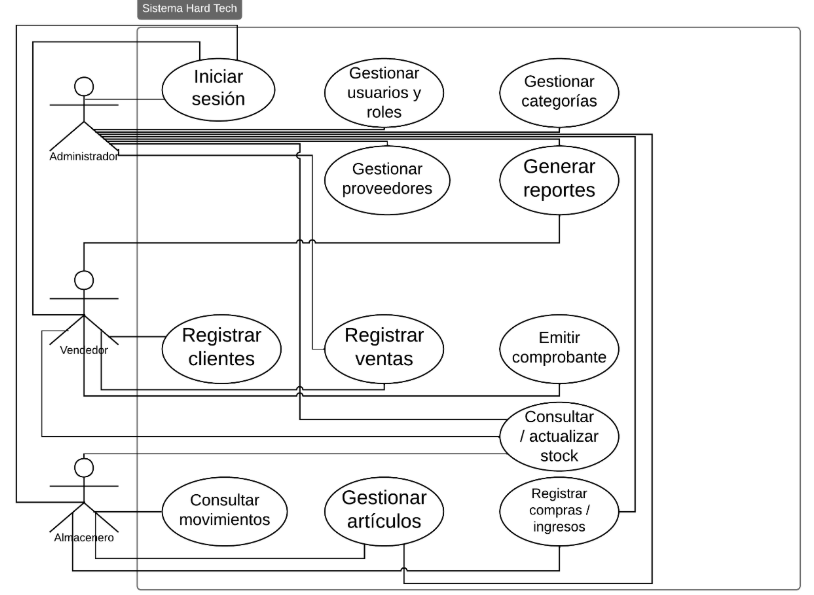 Sistema Hard Tech
Iniciar
sesión
Gestionar
usuarios y
roles
Gestionar
categorías
Administrador
Gestionar
proveedores
Generar
reportes
Vendedor
Registrar
clientes
Registrar
ventas
Emitir
comprobante
Consultar
/ actualizar
stock
Almacenero
Consultar
movimientos
Gestionar
artículos
Registrar
compras /
ingresos